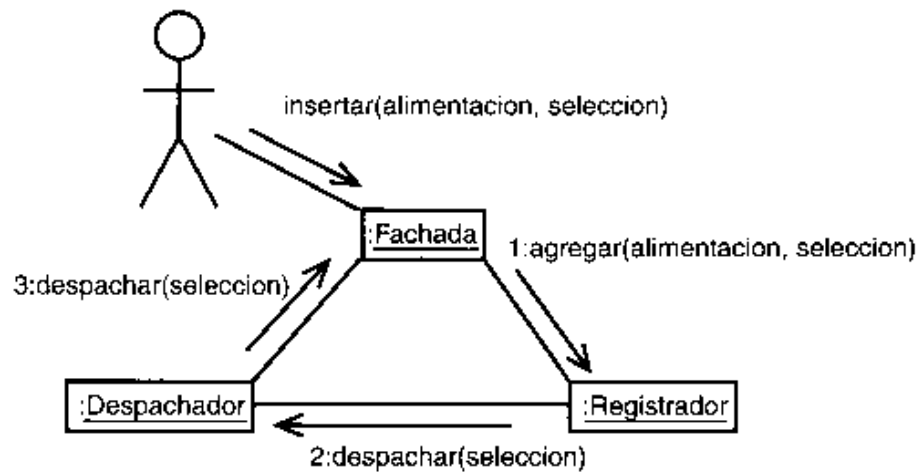 insertar(alimentacion, seleccion)
:Fachada
1:agregar(alimentacion, seleccion)
3:despachar(seleccion)
:Despachador
:Registrador
2:despachar(seleccion)